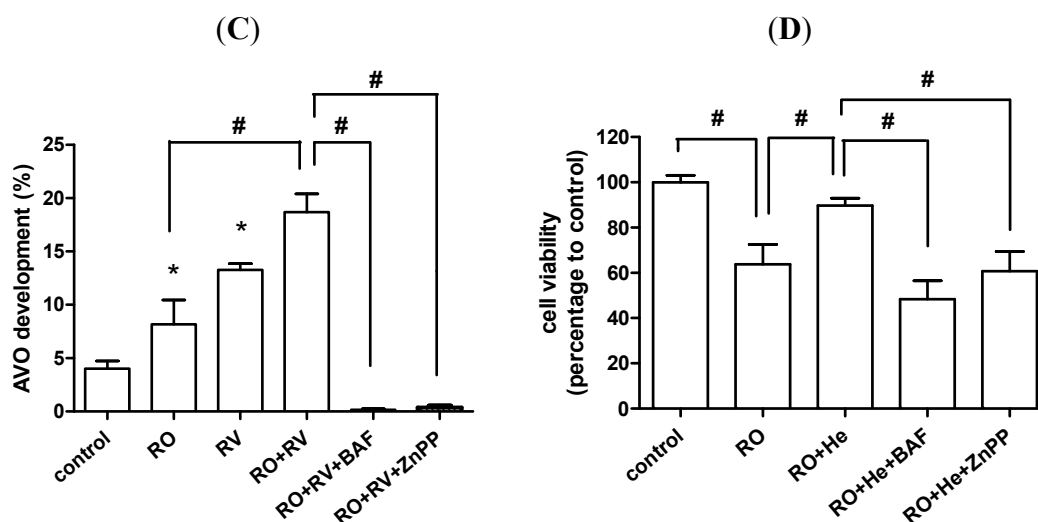 (C)
#
#
#
AVO development (%)
25
20
15
10
5
0
*
*
control
RO
RV
RO+RV
RO+RV+BAF
RO+RV+ZnPP
(D)
#
#
#
#
cell viability
(percentage to control)
120
100
80
60
40
20
0
control
RO
RO+He
RO+He+BAF
RO+He+ZnPP